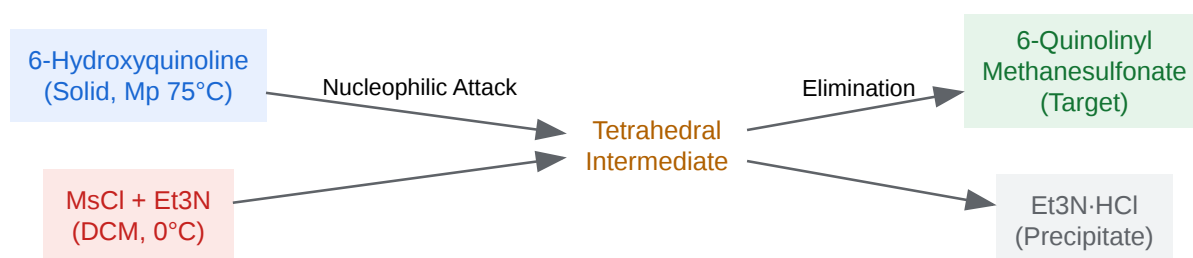 6-Hydroxyquinoline
(Solid, Mp 75°C)
Nucleophilic Attack
MsCl + Et3N
(DCM, 0°C)
Tetrahedral
Intermediate
Elimination
6-Quinolinyl
Methanesulfonate
(Target)
Et3N·HCl
(Precipitate)